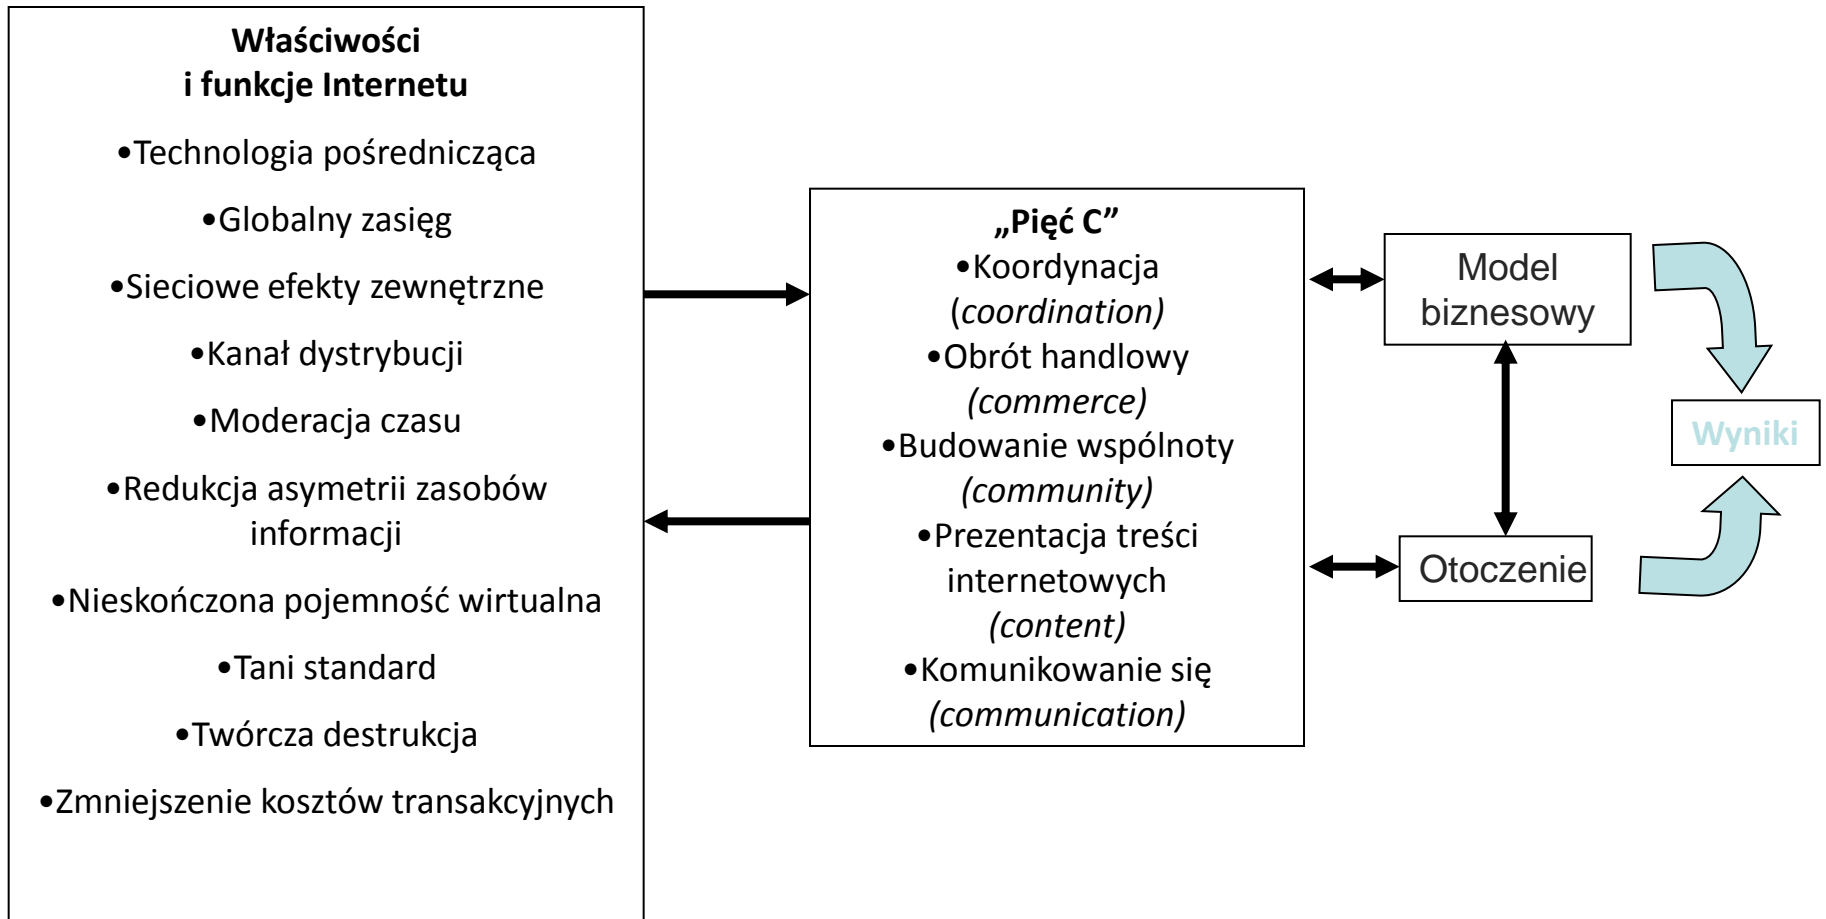 Właściwości
i funkcje Internetu
•Technologia pośrednicząca
•Globalny zasięg
•Sieciowe efekty zewnętrzne
•Kanał dystrybucji
•Moderacja czasu
•Redukcja asymetrii zasobów
informacji
•Nieskończona pojemność wirtualna
•Tani standard
•Twórcza destrukcja
•Zmniejszenie kosztów transakcyjnych
„Pięć C”
•Koordynacja
(coordination)
•Obrót handlowy
(commerce)
•Budowanie wspólnoty
(community)
•Prezentacja treści
internetowych
(content)
•Komunikowanie się
(communication)
Model
biznesowy
Otoczenie
Wyniki